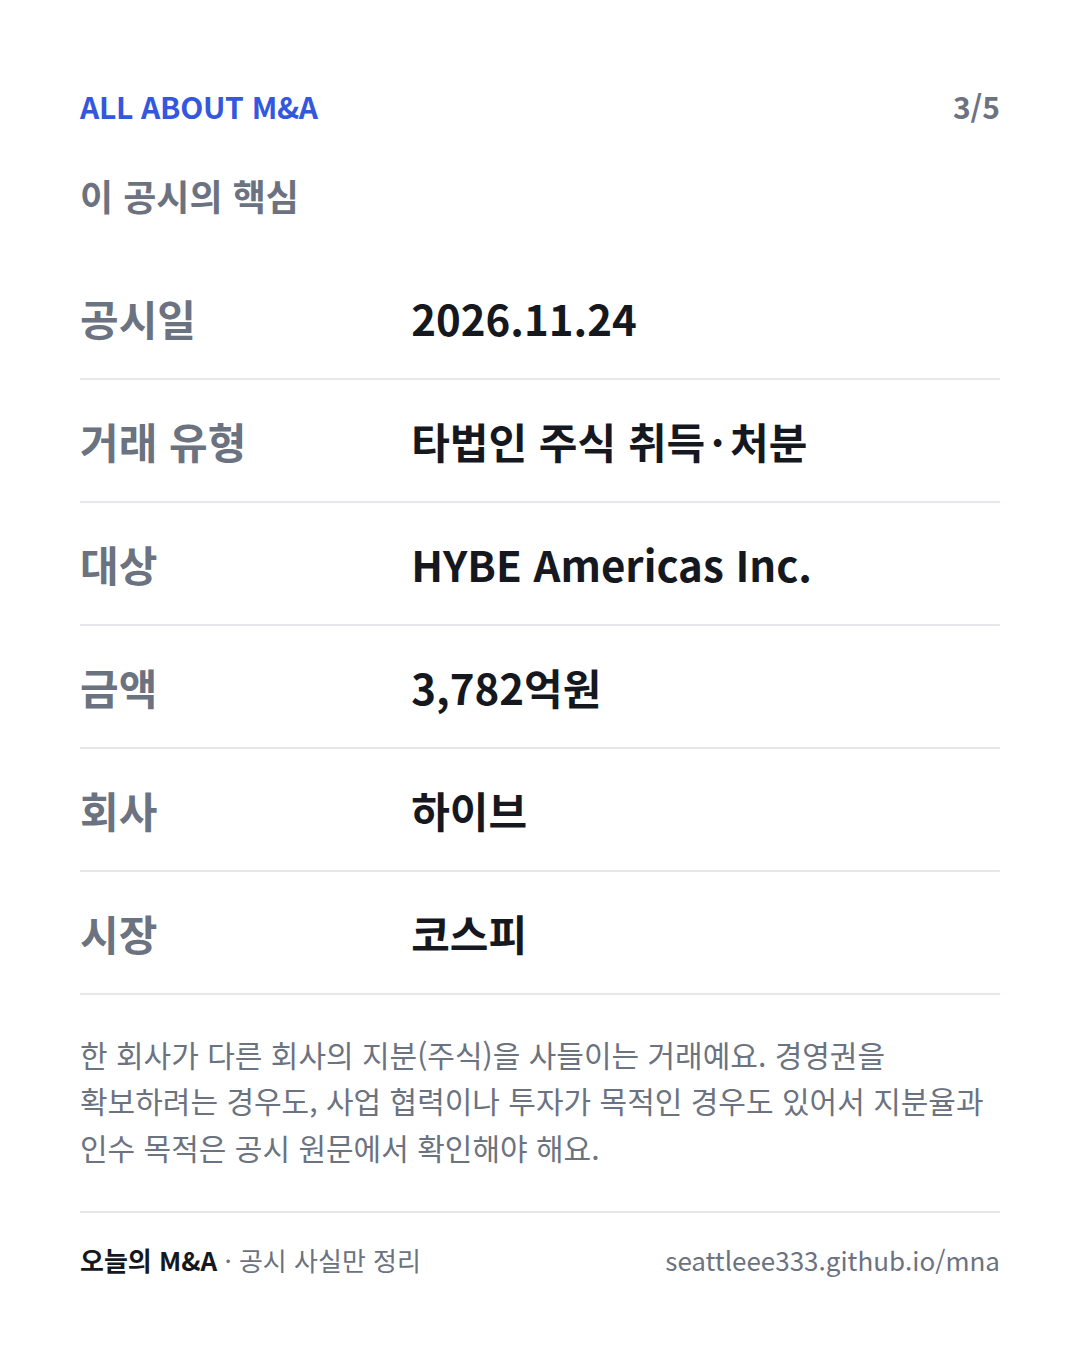 ALL ABOUT M&A 3/5
이 공시의 핵심
공시일 2026.11.24
거래 유형 타법인 주식 취득·처분
대상 HYBE Americas Inc.
금액 3,782억원
회사 하이브
시장 코스피
한 회사가 다른 회사의 지분(주식)을 사들이는 거래예요. 경영권을
확보하려는 경우도, 사업 협력이나 투자가 목적인 경우도 있어서 지분율과
인수 목적은 공시 원문에서 확인해야 해요.
오늘의 M&A · 공시 사실만 정리 seattleee333.github.io/mna